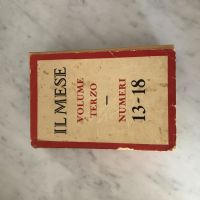 IL MESE
VOLUME
TERZO
—
NUMERI
13-18